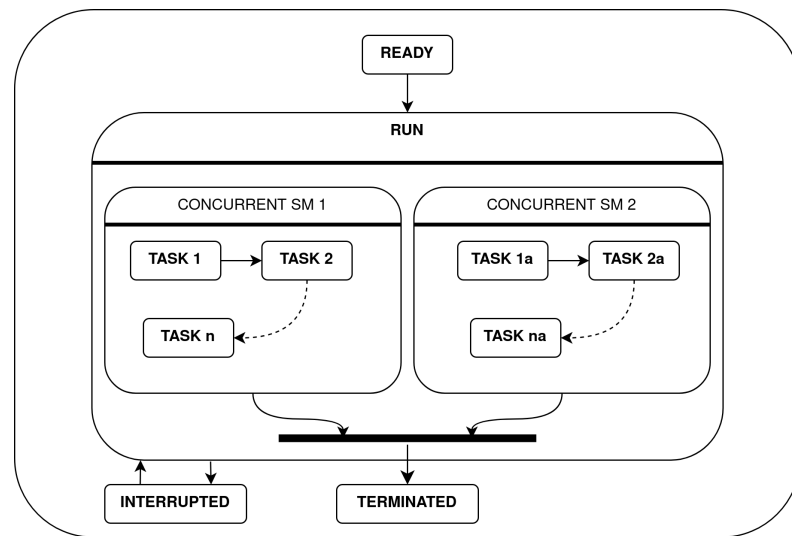 READY
RUN
CONCURRENT SM 1
CONCURRENT SM 2
TASK 1
TASK 2
TASK 1a
TASK 2a
TASK n
TASK na
INTERRUPTED
TERMINATED